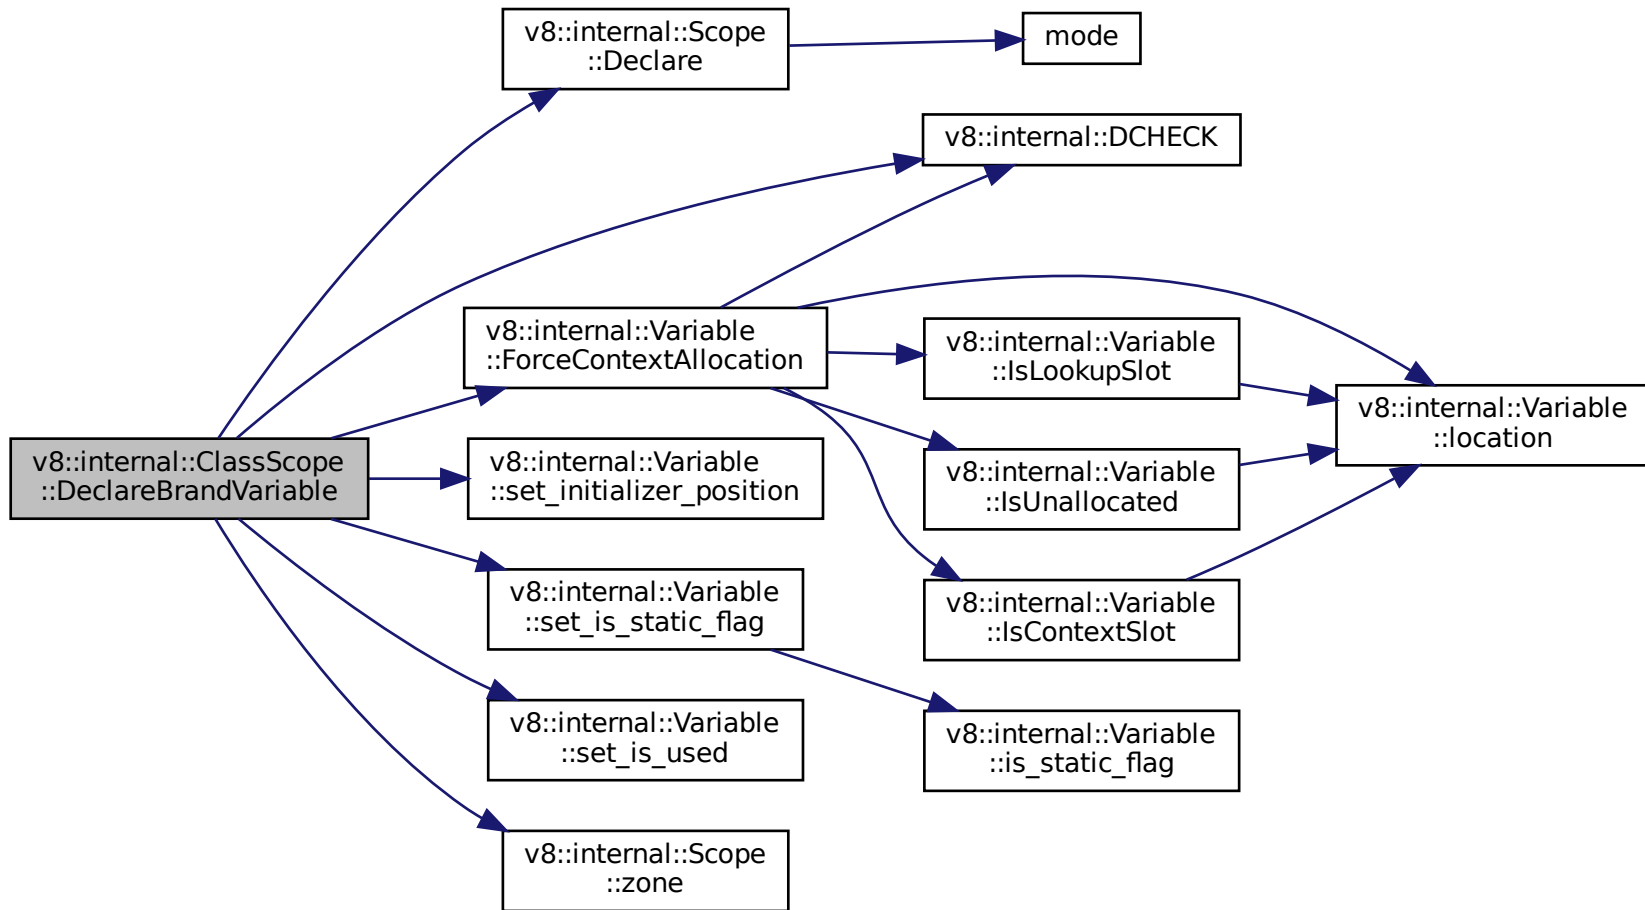 v8::internal::Scope
::Declare
mode
v8::internal::DCHECK
v8::internal::Variable
::ForceContextAllocation
v8::internal::Variable
::IsLookupSlot
v8::internal::Variable
::location
v8::internal::ClassScope
::DeclareBrandVariable
v8::internal::Variable
::set_initializer_position
v8::internal::Variable
::IsUnallocated
v8::internal::Variable
::set_is_static_flag
v8::internal::Variable
::IsContextSlot
v8::internal::Variable
::set_is_used
v8::internal::Variable
::is_static_flag
v8::internal::Scope
::zone